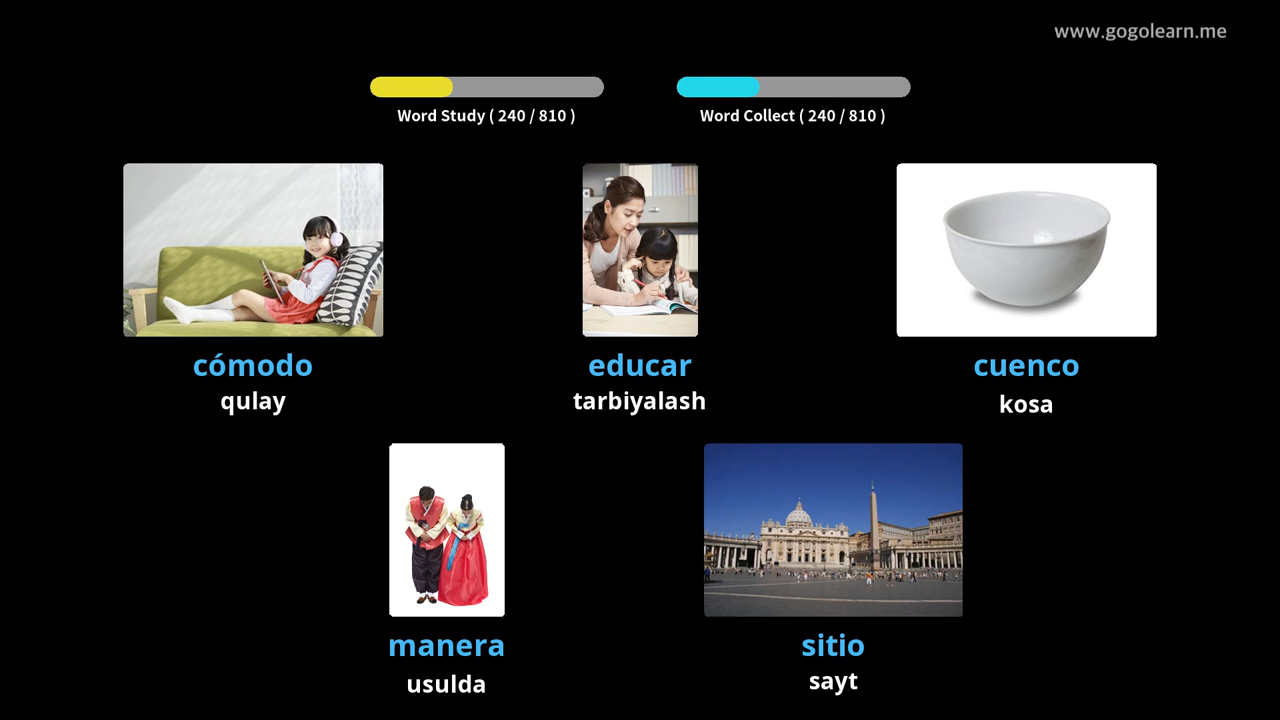 www.gogolearn.me
Word Study ( 240 / 810 )
Word Collect ( 240 / 810 )
cómodo
qulay
educar
tarbiyalash
cuenco
kosa
manera
usulda
sitio
sayt